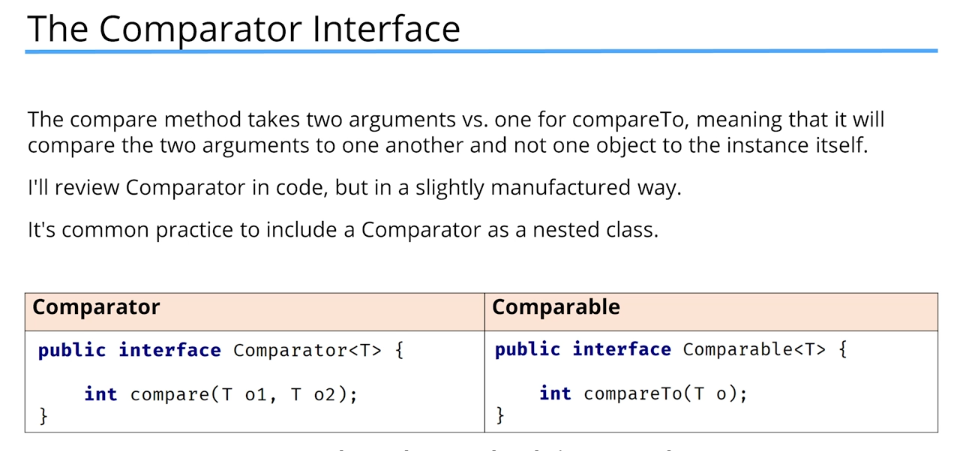 The Comparator Interface
The compare method takes two arguments vs. one for compareTo, meaning that it will
compare the two arguments to one another and not one object to the instance itself.
I'll review Comparator in code, but in a slightly manufactured way.
It's common practice to include a Comparator as a nested class.
Comparator
public interface Comparator<T> {
int compare(T o1, T o2);
}
Comparable
public interface Comparable<T> {
int compareTo(T o);
}